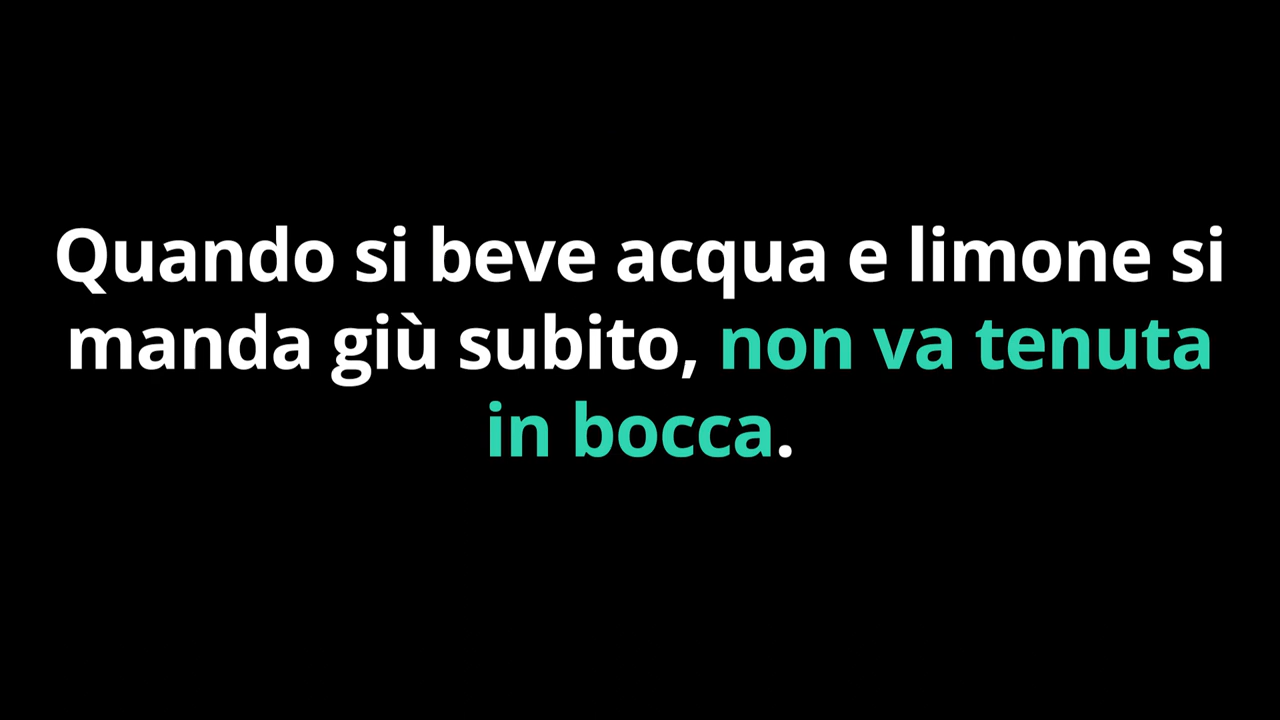 Quando si beve acqua e limone si
manda giù subito, non va tenuta
in bocca.